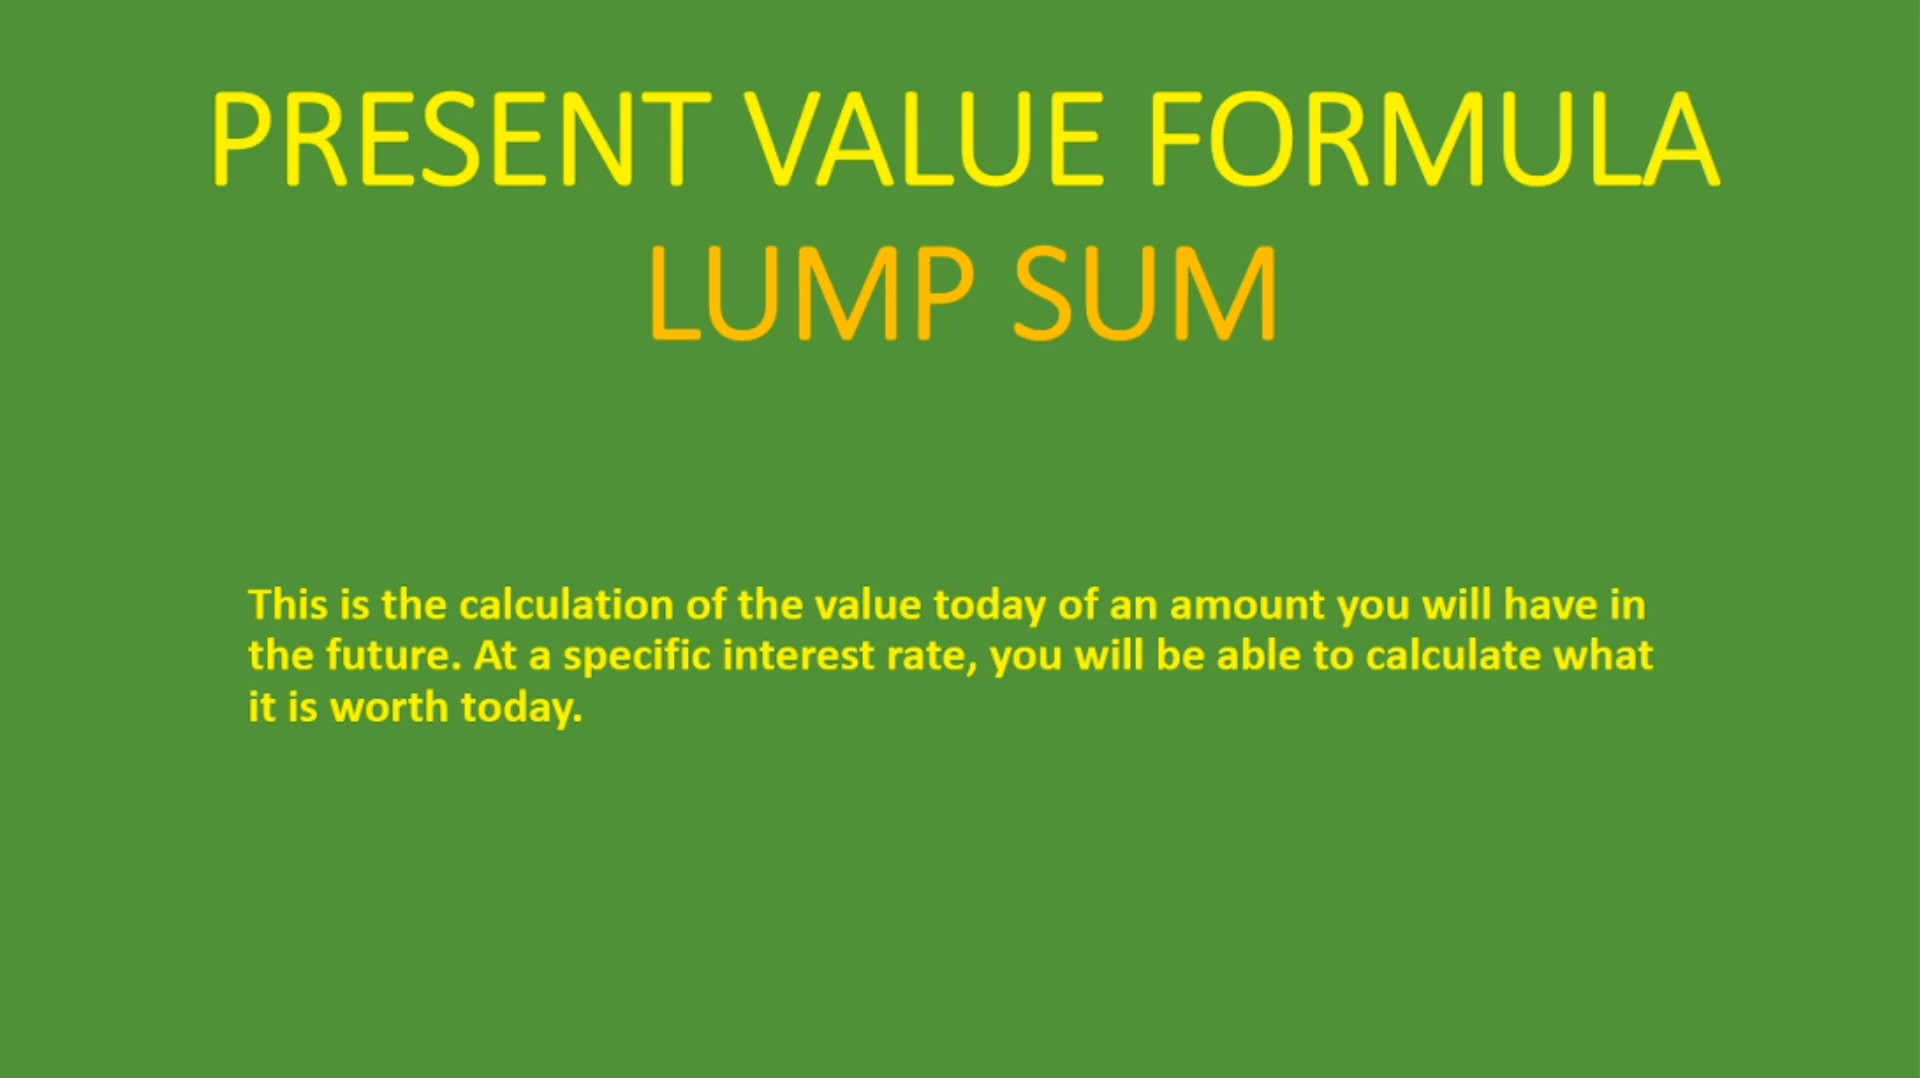 PRESENT VALUE FORMULA
LUMP SUM
This is the calculation of the value today of an amount you will have in
the future. At a specific interest rate, you will be able to calculate what
it is worth today.